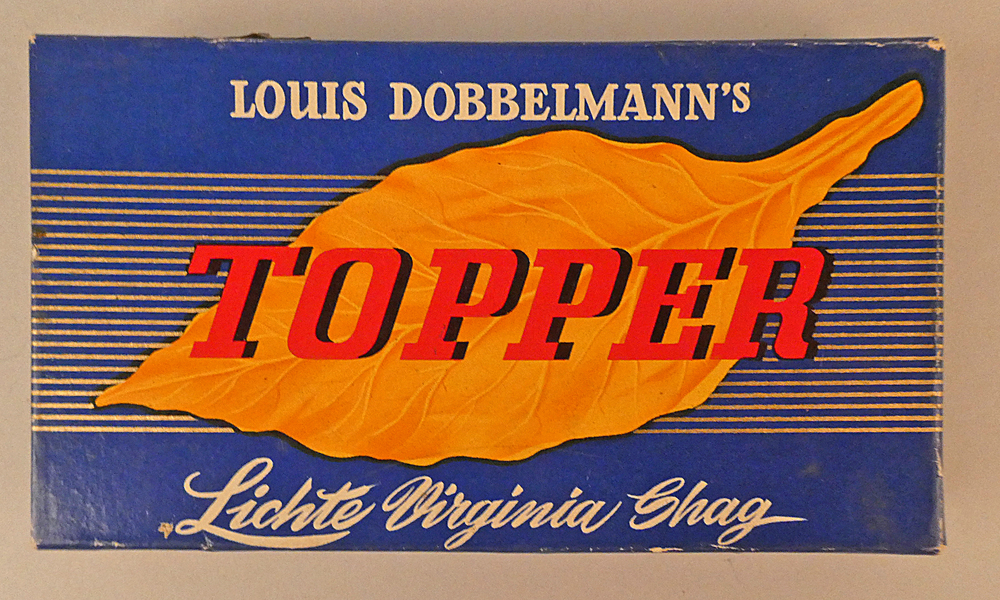 LOUIS DOBBELMANN'S
TOPPER
Lichte Virginia Shag